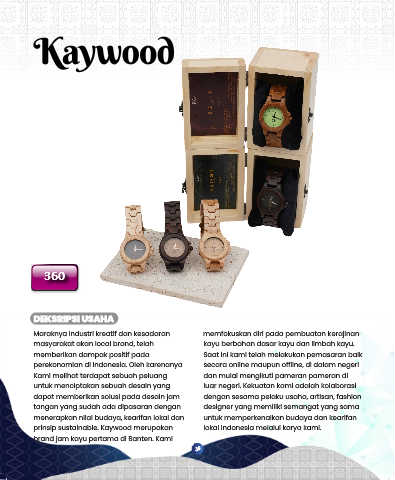 Kaywood
360
DEKSRIPSI USAHA
Maraknya industri kreatif dan kesadaran
masyarakat akan local brand, telah
memberikan dampak positif pada
perekonomian di Indonesia. Oleh karenanya
Kami melihat terdapat sebuah peluang
untuk menciptakan sebuah desain yang
dapat memberikan solusi pada desain jam
tangan yang sudah ada dipasaran dengan
menerapkan nilai budaya, kearifan lokal dan
prinsip sustainable. Kaywood merupakan
brand jam kayu pertama di Banten. Kami
memfokuskan diri pada pembuatan kerajinan
kayu berbahan dasar kayu dan limbah kayu.
Saat ini kami telah melakukan pemasaran baik
secara online maupun offline, di dalam negeri
dan mulai mengikuti pameran pameran di
luar negeri. Kekuatan kami adalah kolaborasi
dengan sesama pelaku usaha, artisan, fashion
designer yang memiliki semangat yang sama
untuk memperkenalkan budaya dan kearifan
lokal Indonesia melalui karya kami.